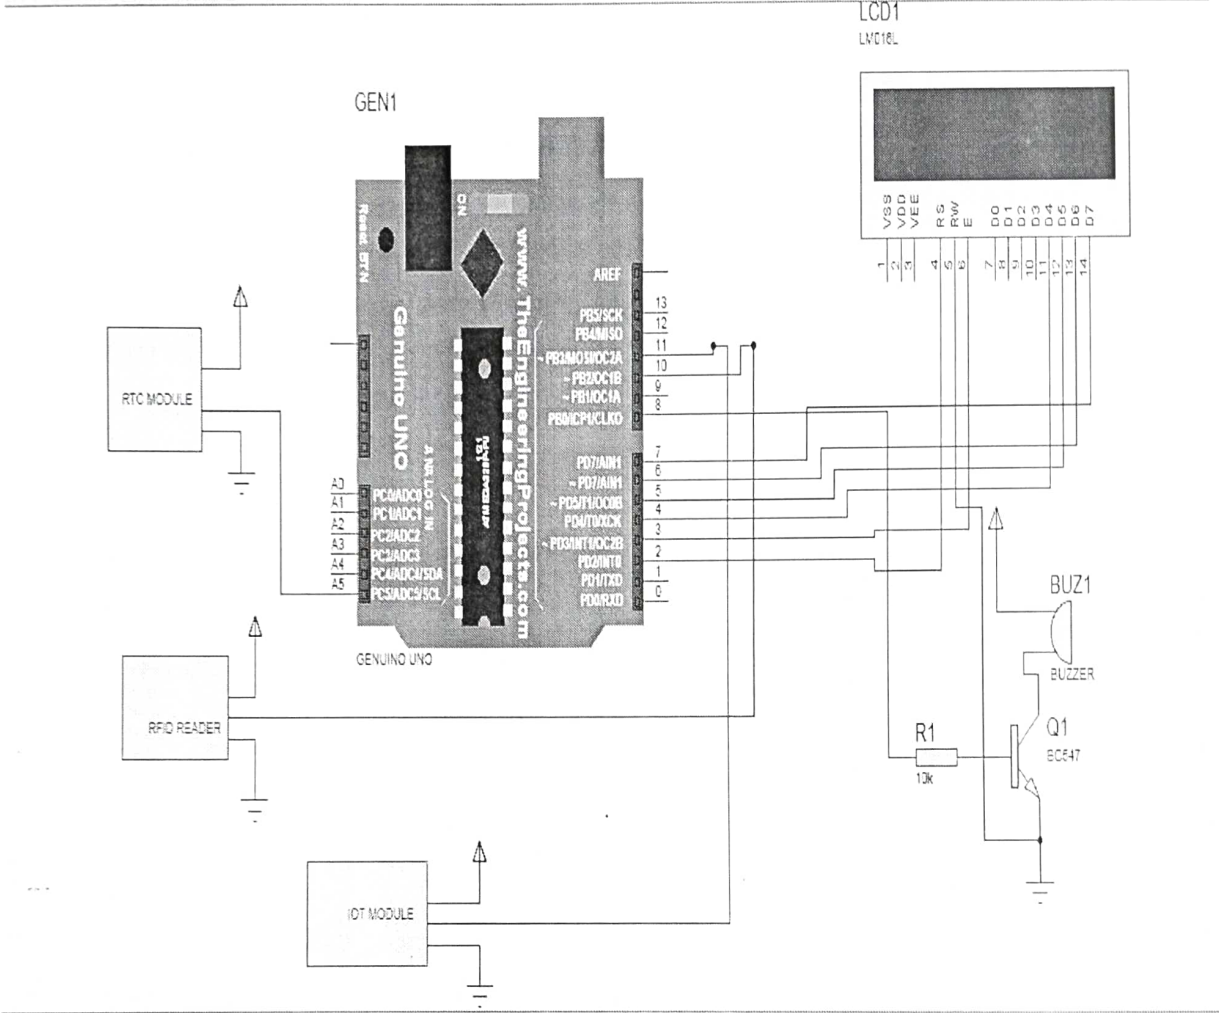 LCD1
LM016L
VSS
VDD
VEE
RS
RW
E
D0
D1
D2
D3
D4
D5
D6
D7
1
2
3
4
5
6
7
8
9
10
11
12
13
14
GEN1
ON
Reset BTN
Genuino UNO
www.TheEngineeringProjects.com
ANALOG IN
AREF
PB5/SCK
13
PB4/MISO
12
~PB3/MOSI/OC2A
11
~PB2/OC1B
10
~PB1/OC1A
9
PB0/ICP1/CLKO
8
PD7/AIN1
7
~PD7/AIN1
6
~PD5/T1/OC0B
5
PD4/T0/XCK
4
~PD3/INT1/OC2B
3
PD2/INT0
2
PD1/TXD
1
PD0/RXD
0
A0
PC0/ADC0
A1
PC1/ADC1
A2
PC2/ADC2
A3
PC3/ADC3
A4
PC4/ADC4/SDA
A5
PC5/ADC5/SCL
GENUINO UNO
RTC MODULE
RFID READER
IOT MODULE
BUZ1
BUZZER
R1
10k
Q1
BC547